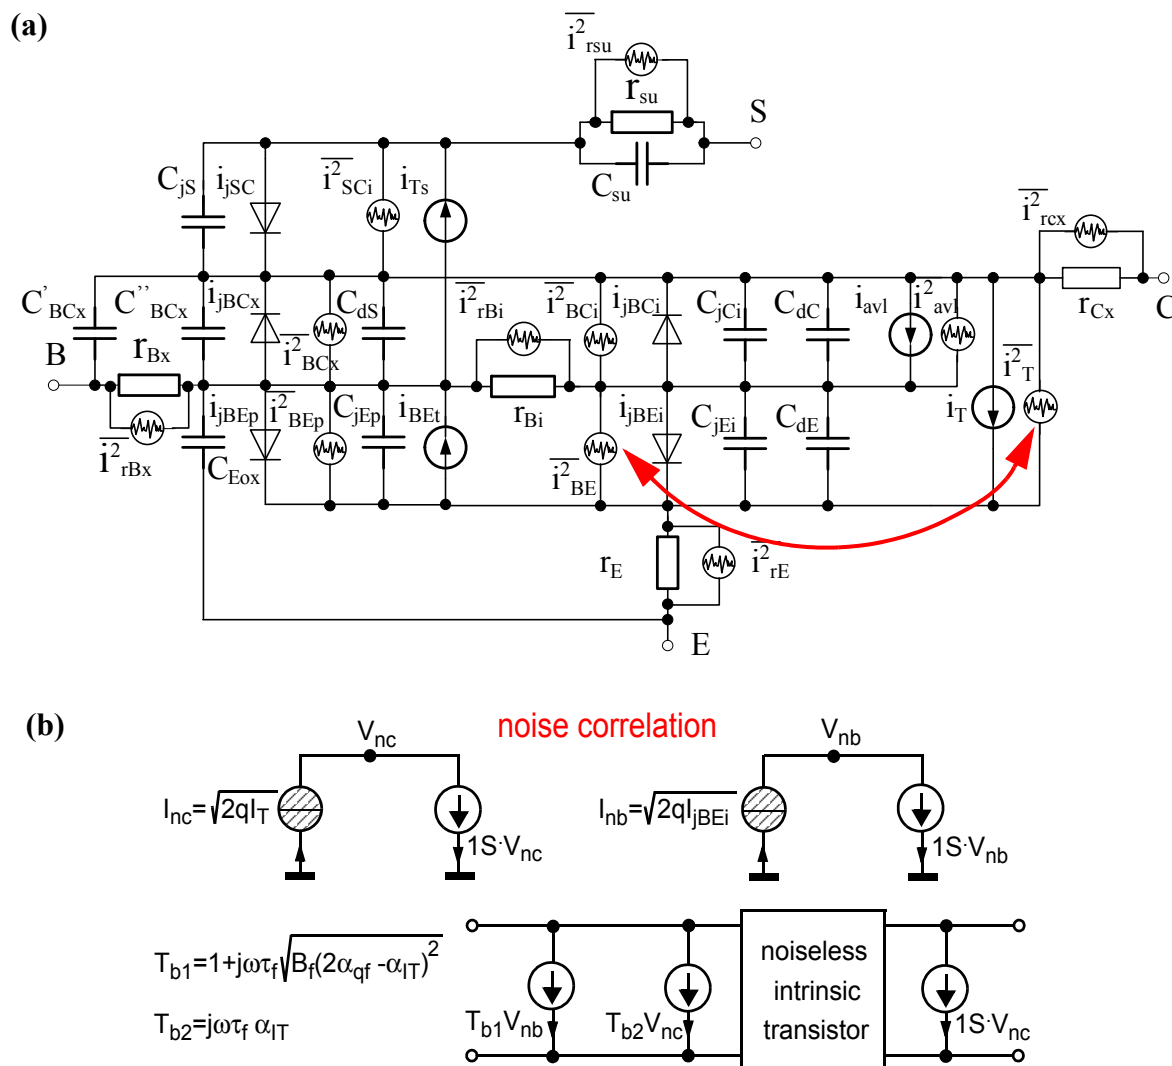 (a)
i²rsu
rsu
S
Csu
CjS
ijSC
i²SCi
iTs
i²rcx
C'BCx
C''BCx
ijBCx
CdS
i²rBi
i²BCi
ijBCi
CjCi
CdC
iavl
i²avl
rCx
C
B
rBx
i²BCx
i²T
ijBEp
i²BEp
CjEp
iBEt
rBi
ijBEi
CjEi
CdE
iT
i²rBx
CEox
i²BE
rE
i²rE
E
(b)
noise correlation
Vnc
Vnb
Inc=√2qIT
1S·Vnc
Inb=√2qIjBEi
1S·Vnb
Tb1=1+jωτf√Bf(2αqf -αIT)²
Tb2=jωτf αIT
Tb1Vnb
Tb2Vnc
noiseless
intrinsic
transistor
1S·Vnc